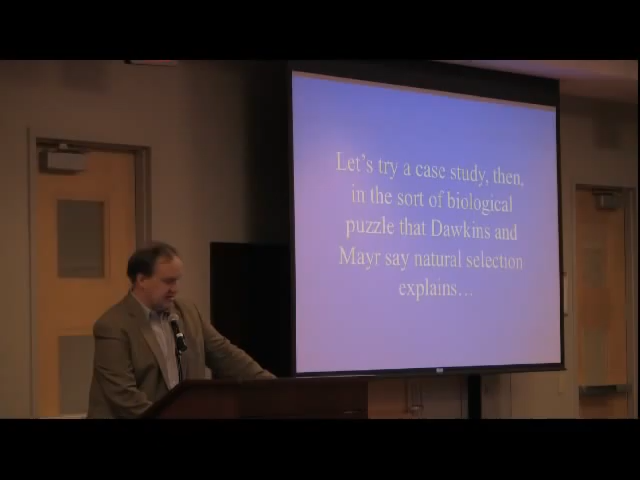 Let's try a case study, then,
in the sort of biological
puzzle that Dawkins and
Mayr say natural selection
explains…